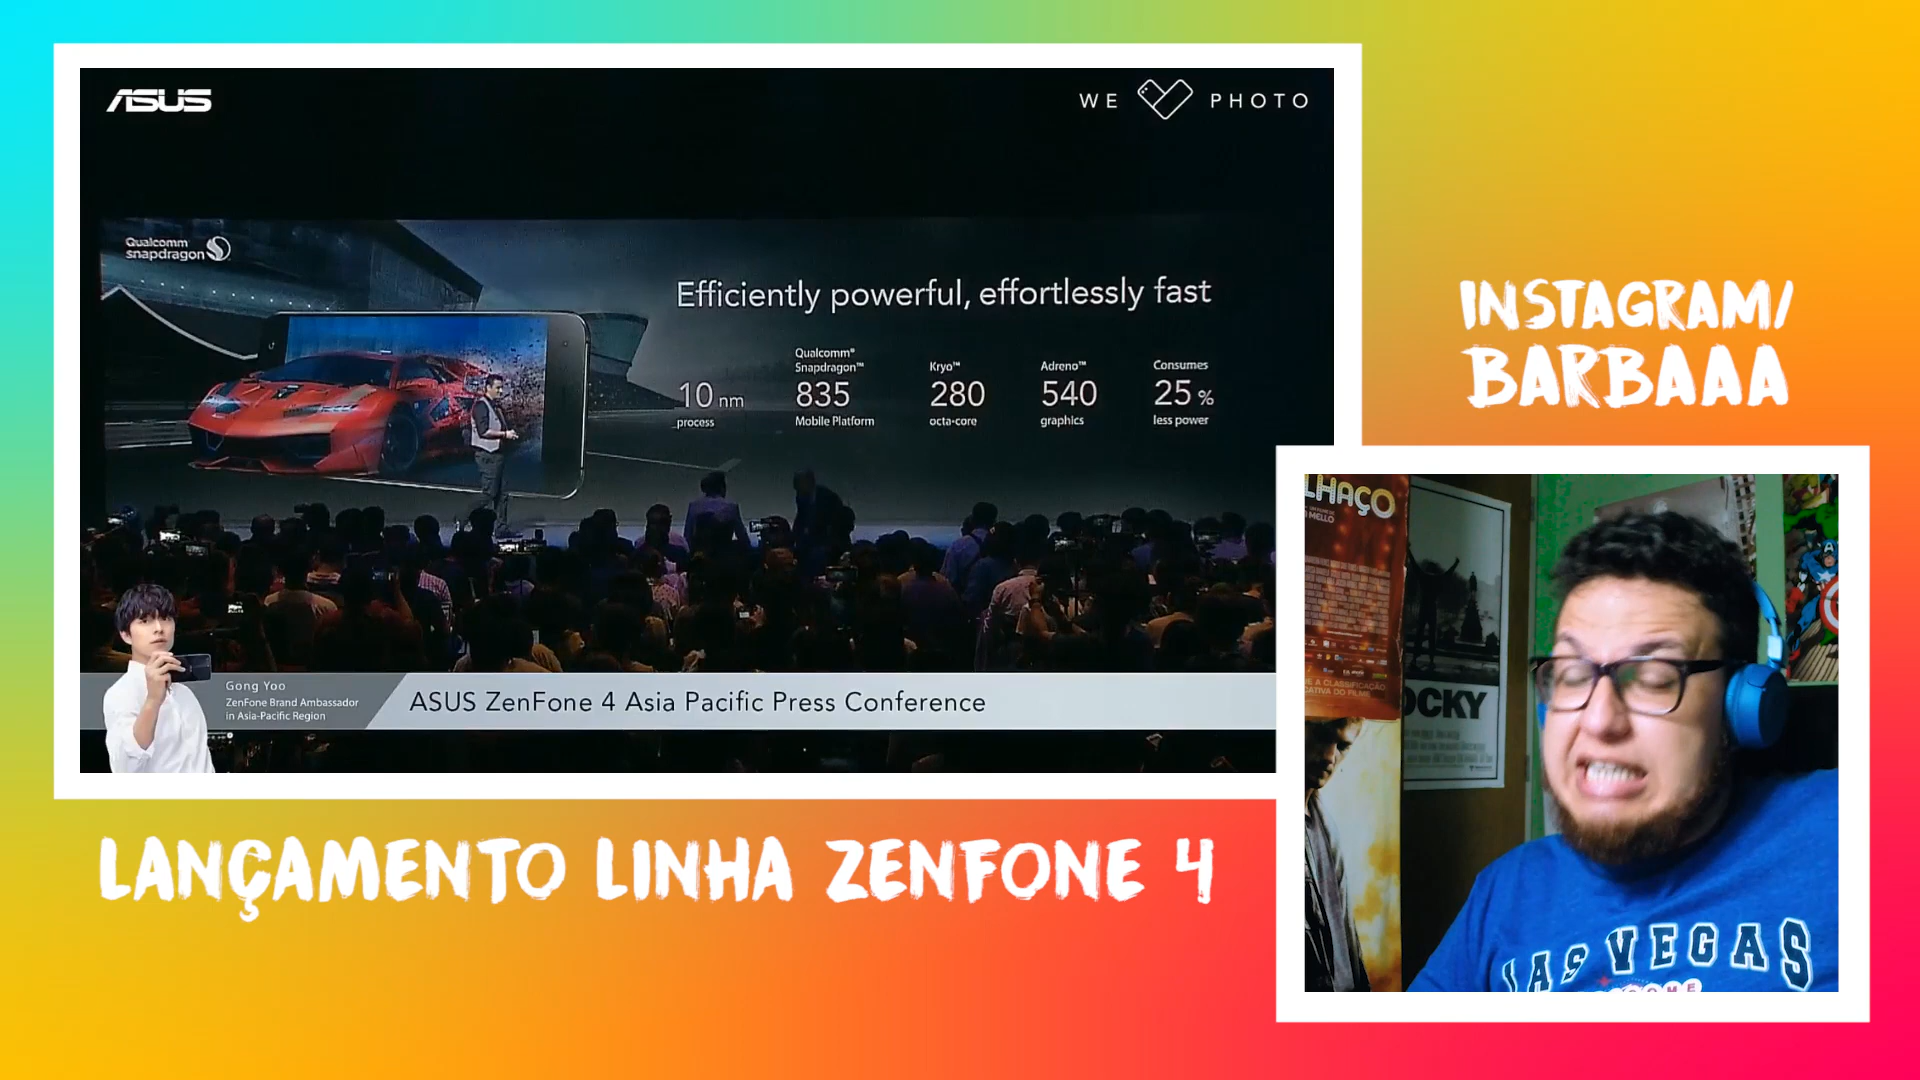 ASUS
WE PHOTO
Qualcomm
snapdragon
Efficiently powerful, effortlessly fast
10 nm
process
Qualcomm®
Snapdragon™
835
Mobile Platform
Kryo™
280
octa-core
Adreno™
540
graphics
Consumes
25 %
less power
Gong Yoo
ZenFone Brand Ambassador
in Asia-Pacific Region
ASUS ZenFone 4 Asia Pacific Press Conference
LANÇAMENTO LINHA ZENFONE 4
INSTAGRAM/
BARBAAA
LHAÇO
MELLO
OCKY
LAS VEGAS